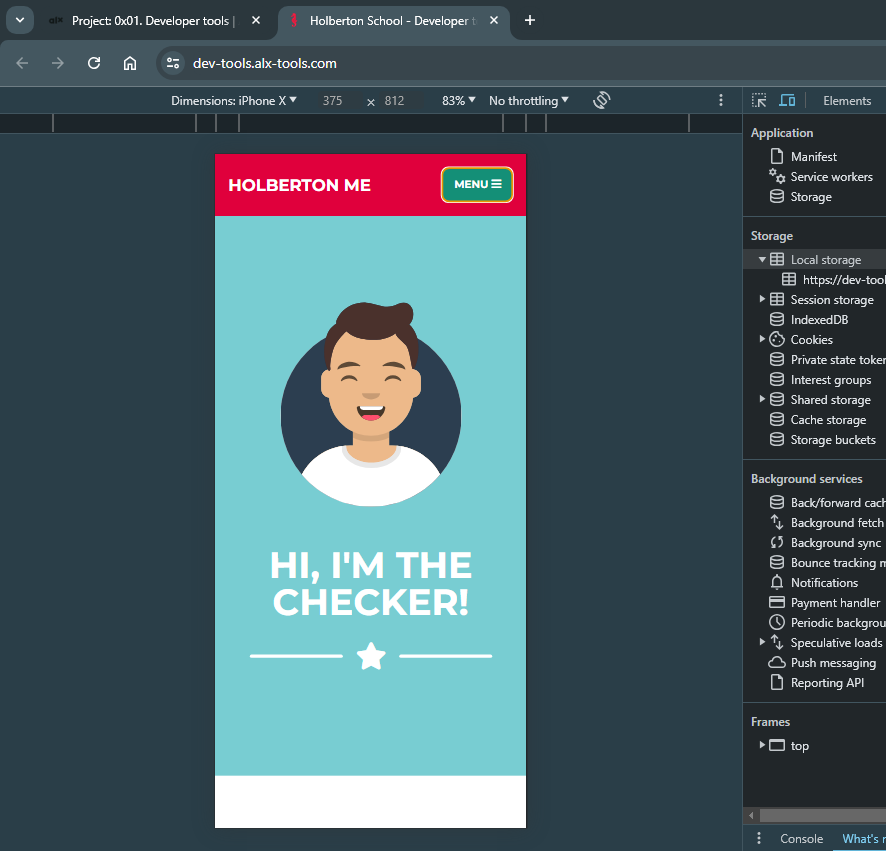 alx Project: 0x01. Developer tools |
Holberton School - Developer t
dev-tools.alx-tools.com
Dimensions: iPhone X 375 × 812 83% No throttling
Elements
HOLBERTON ME
MENU
HI, I'M THE
CHECKER!
Application
Manifest
Service workers
Storage
Storage
Local storage
https://dev-tool
Session storage
IndexedDB
Cookies
Private state toker
Interest groups
Shared storage
Cache storage
Storage buckets
Background services
Back/forward cach
Background fetch
Background sync
Bounce tracking m
Notifications
Payment handler
Periodic backgrou
Speculative loads
Push messaging
Reporting API
Frames
top
Console What's n